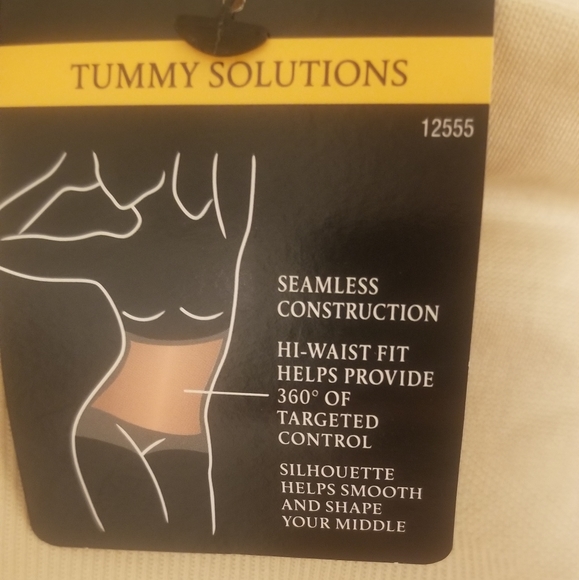 TUMMY SOLUTIONS
12555
SEAMLESS
CONSTRUCTION
HI-WAIST FIT
HELPS PROVIDE
360° OF
TARGETED
CONTROL
SILHOUETTE
HELPS SMOOTH
AND SHAPE
YOUR MIDDLE